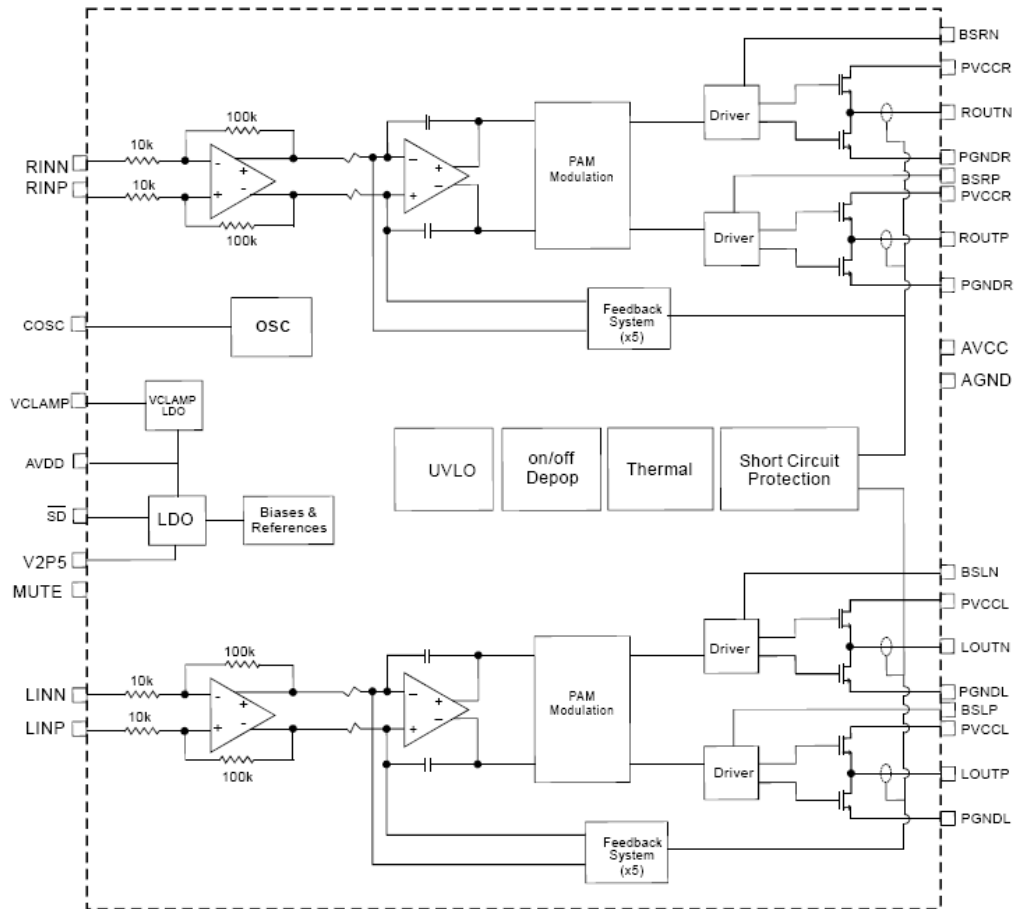 BSRN
PVCCR
100k
10k
Driver
ROUTN
RINN
- +
+ -
PAM
Modulation
PGNDR
BSRP
RINP
10k
PVCCR
100k
Driver
ROUTP
PGNDR
COSC
OSC
Feedback
System
(x5)
AVCC
AGND
VCLAMP
VCLAMP
LDO
UVLO
on/off
Depop
Thermal
Short Circuit
Protection
AVDD
SD
LDO
Biases &
References
V2P5
MUTE
BSLN
PVCCL
100k
10k
Driver
LOUTN
LINN
- +
+ -
PAM
Modulation
PGNDL
BSLP
LINP
10k
PVCCL
100k
Driver
LOUTP
PGNDL
Feedback
System
(x5)